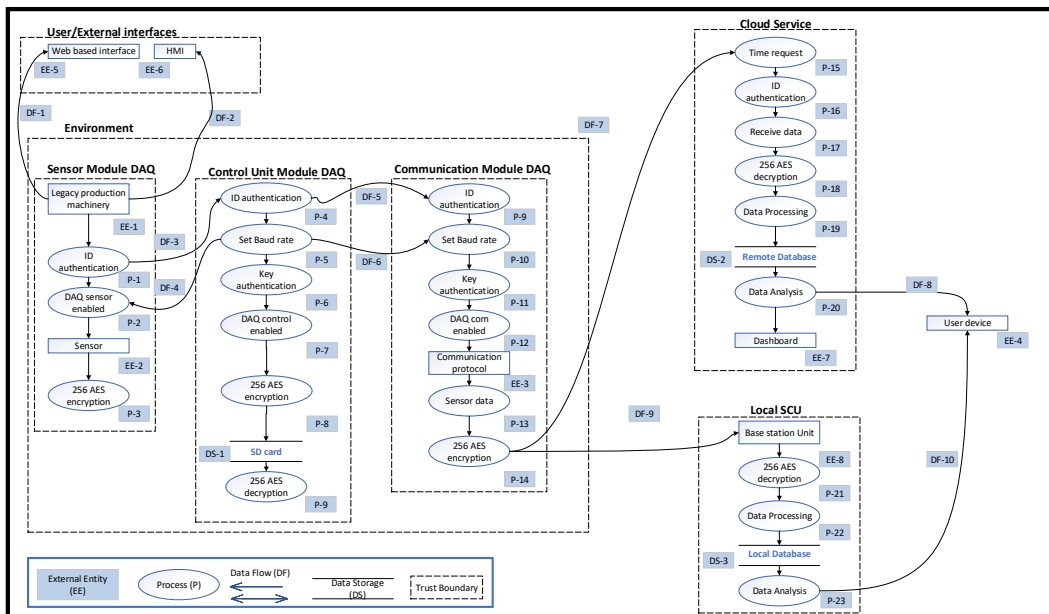 User/External interfaces
Web based interface
HMI
EE-5
EE-6
DF-1
DF-2
DF-7
Environment
Sensor Module DAQ
Legacy production
machinery
EE-1
DF-3
ID
authentication
P-1
DF-4
DAQ sensor
enabled
P-2
Sensor
EE-2
256 AES
encryption
P-3
Control Unit Module DAQ
ID authentication
P-4
DF-5
Set Baud rate
P-5
DF-6
Key
authentication
P-6
DAQ control
enabled
P-7
256 AES
encryption
P-8
DS-1
SD card
256 AES
decryption
P-9
Communication Module DAQ
ID
authentication
P-9
Set Baud rate
P-10
Key
authentication
P-11
DAQ com
enabled
P-12
Communication
protocol
EE-3
Sensor data
P-13
256 AES
encryption
P-14
DF-9
Cloud Service
Time request
P-15
ID
authentication
P-16
Receive data
P-17
256 AES
decryption
P-18
Data Processing
P-19
DS-2
Remote Database
Data Analysis
P-20
DF-8
Dashboard
EE-7
User device
EE-4
Local SCU
Base station Unit
EE-8
DF-10
256 AES
decryption
P-21
Data Processing
P-22
DS-3
Local Database
Data Analysis
P-23
External Entity
(EE)
Process (P)
Data Flow (DF)
Data Storage
(DS)
Trust Boundary